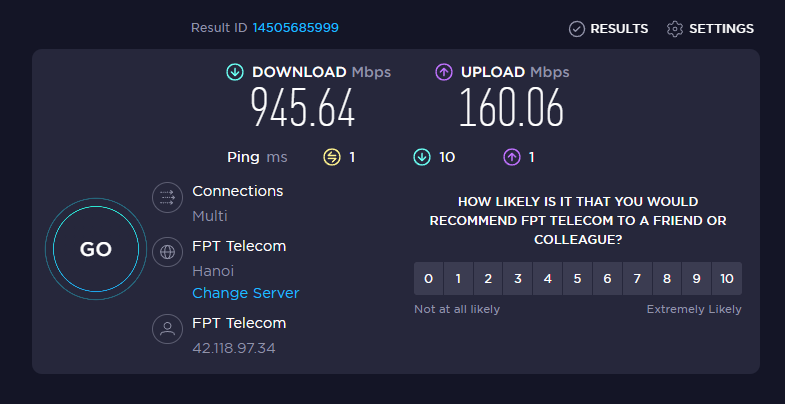 Result ID 14505685999
RESULTS SETTINGS
DOWNLOAD Mbps
945.64
UPLOAD Mbps
160.06
Ping ms 1 10 1
GO
Connections
Multi
FPT Telecom
Hanoi
Change Server
FPT Telecom
42.118.97.34
HOW LIKELY IS IT THAT YOU WOULD
RECOMMEND FPT TELECOM TO A FRIEND OR
COLLEAGUE?
0 1 2 3 4 5 6 7 8 9 10
Not at all likely Extremely Likely